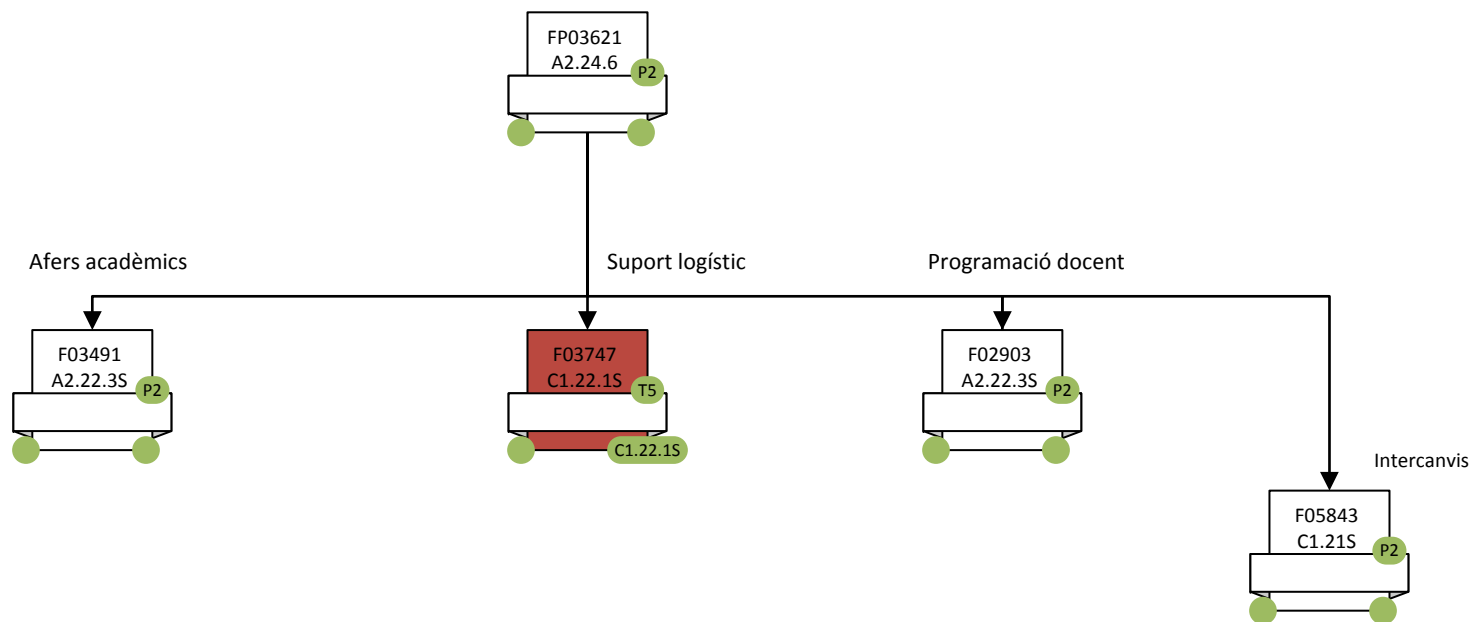 FP03621
A2.24.6
P2
Afers acadèmics
Suport logístic
Programació docent
F03491
A2.22.3S
P2
F03747
C1.22.1S
T5
C1.22.1S
F02903
A2.22.3S
P2
Intercanvis
F05843
C1.21S
P2